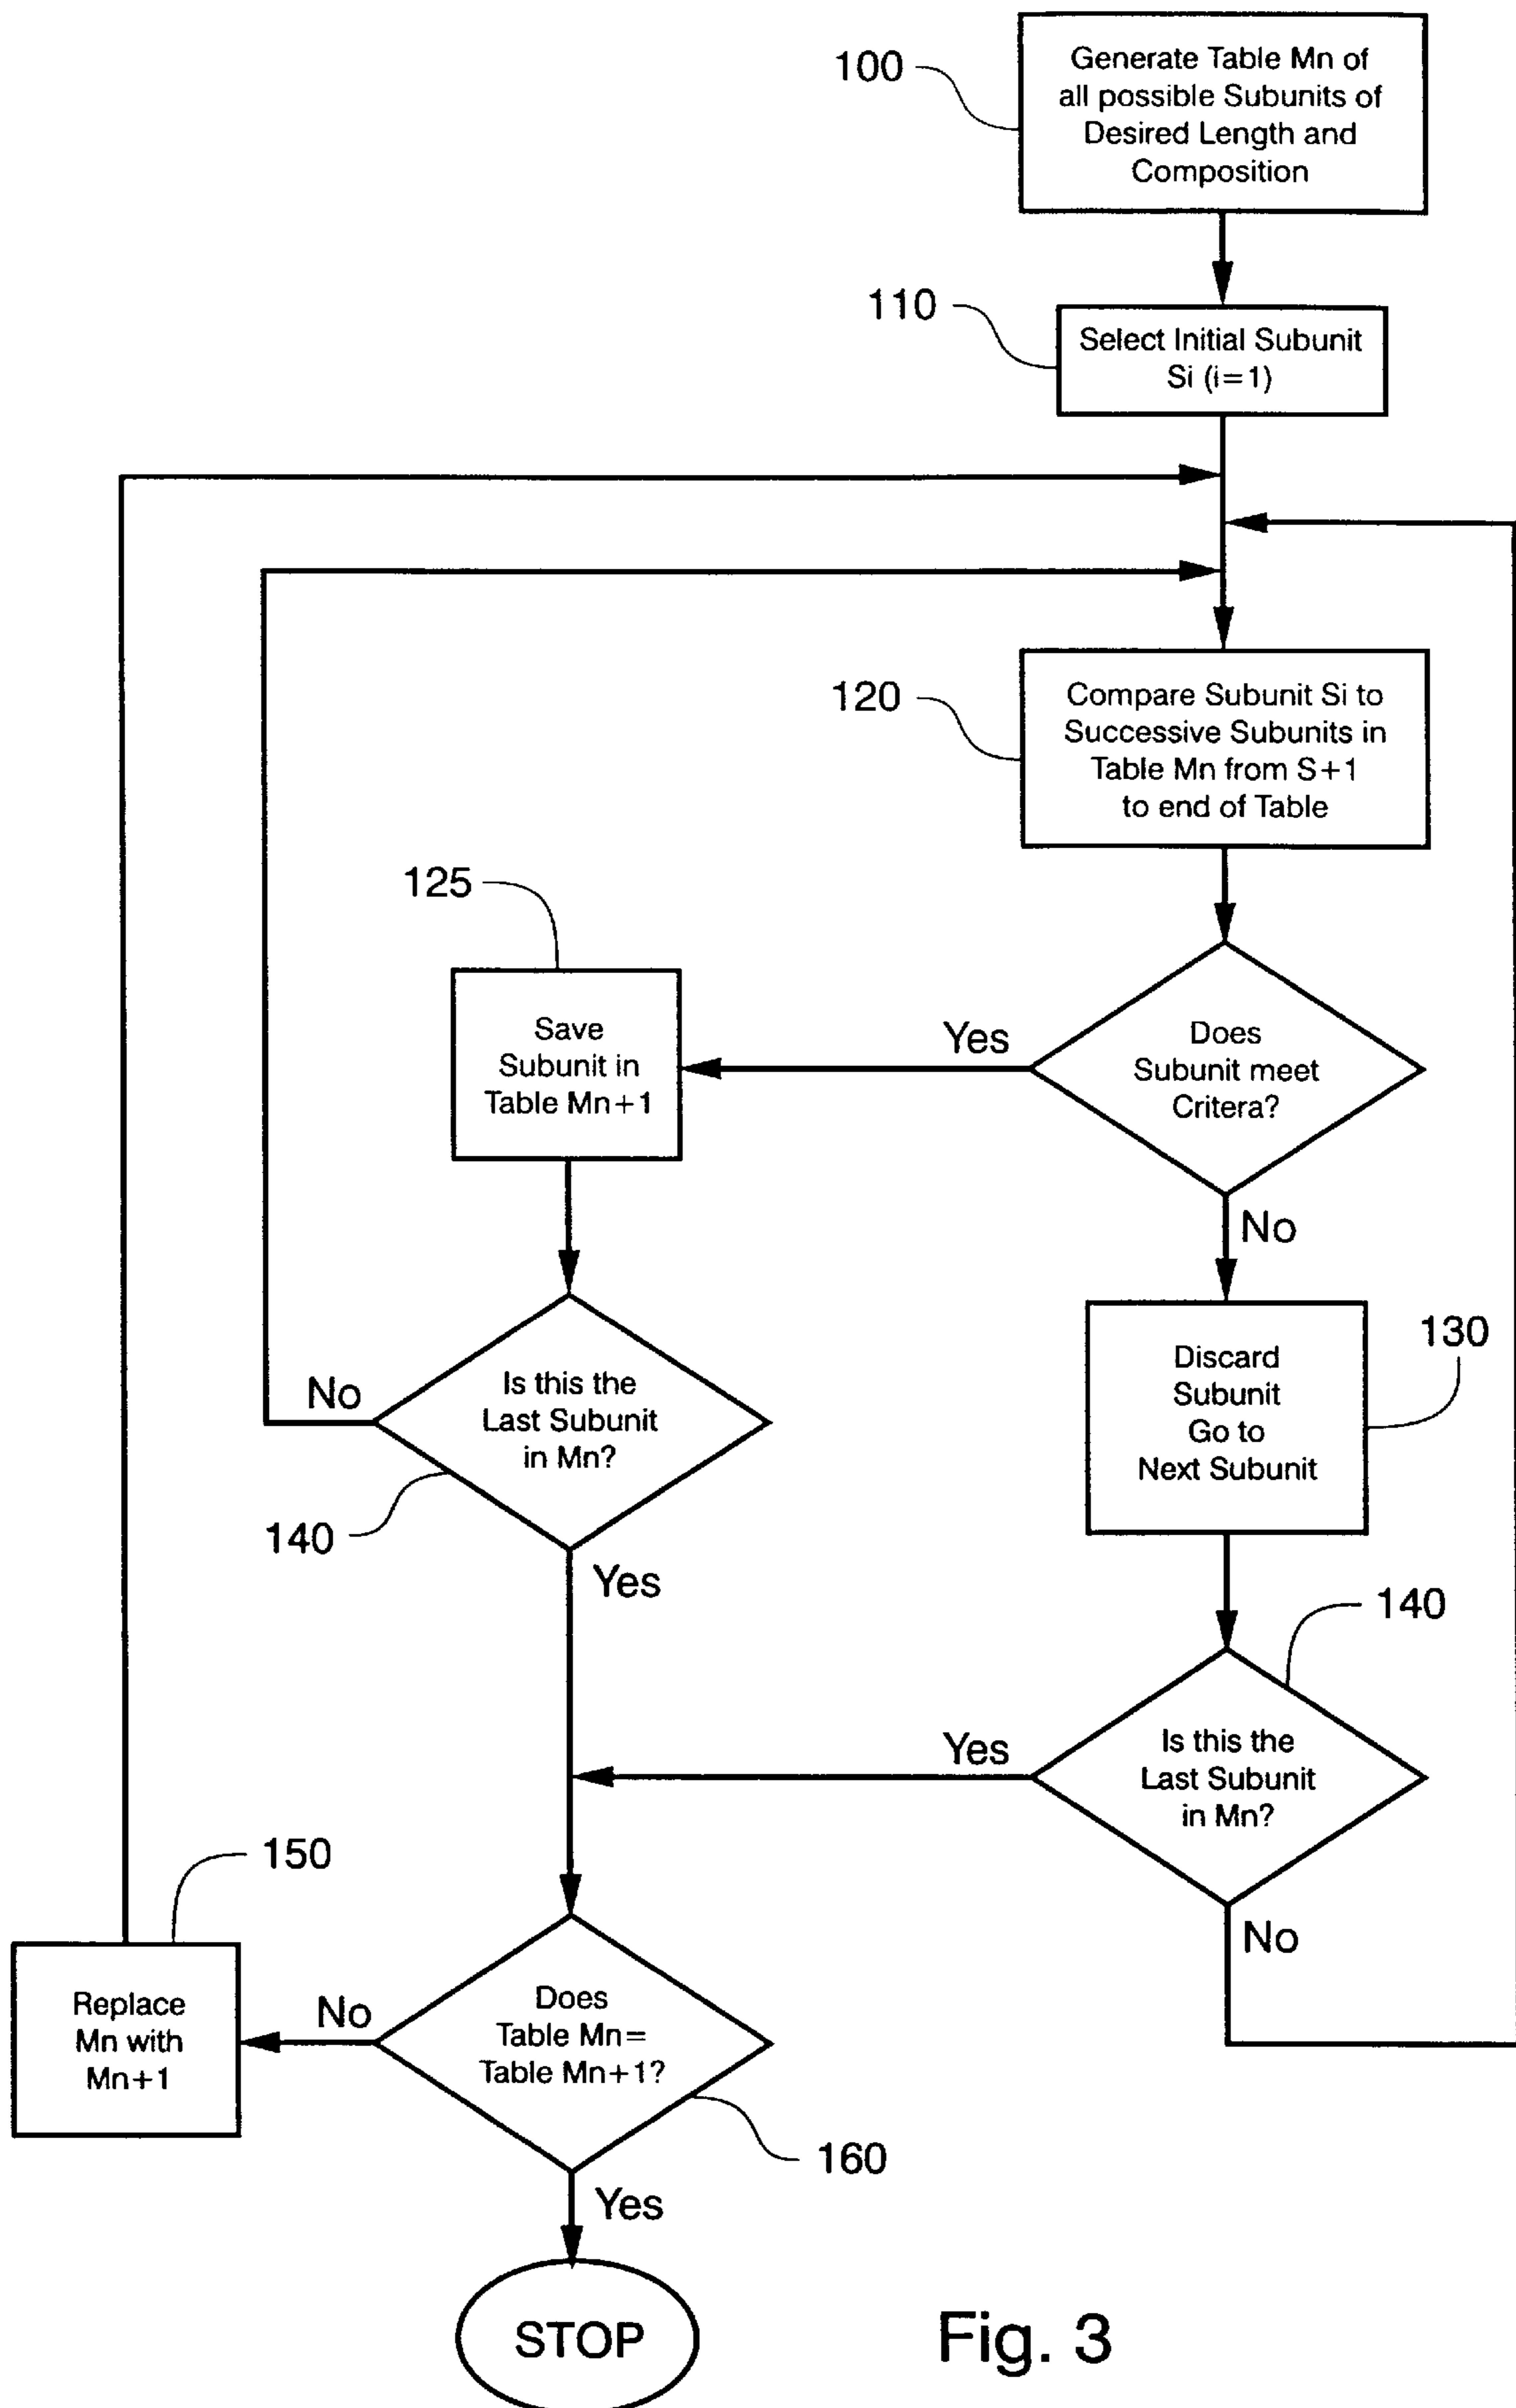 100
Generate Table Mn of
all possible Subunits of
Desired Length and
Composition
110
Select Initial Subunit
Si (i=1)
120
Compare Subunit Si to
Successive Subunits in
Table Mn from S+1
to end of Table
125
Save
Subunit in
Table Mn+1
Yes
Does
Subunit meet
Critera?
No
130
Discard
Subunit
Go to
Next Subunit
No
Is this the
Last Subunit
in Mn?
140
Yes
140
Yes
Is this the
Last Subunit
in Mn?
No
150
Replace
Mn with
Mn+1
No
Does
Table Mn=
Table Mn+1?
160
Yes
STOP
Fig. 3